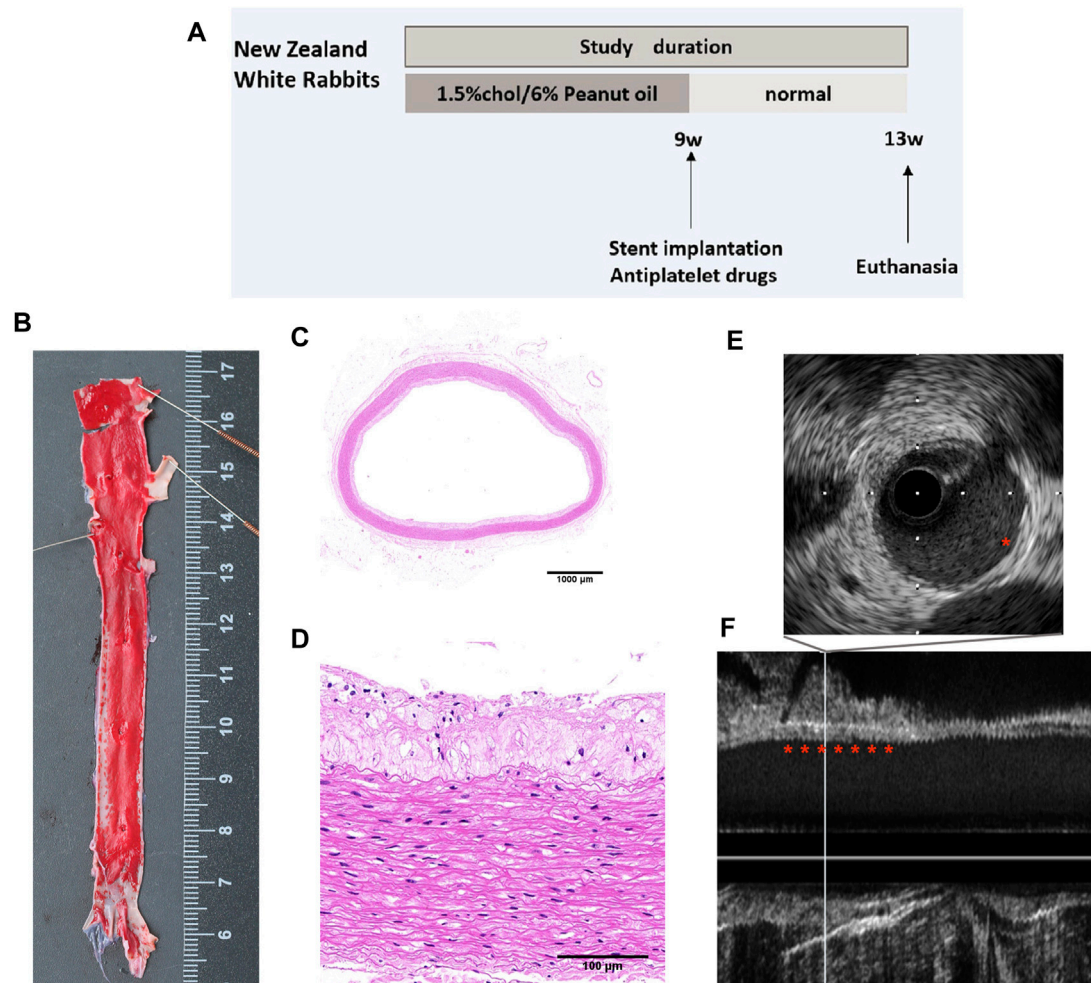 A
New Zealand
White Rabbits
Study duration
1.5%chol/6% Peanut oil
normal
9w
13w
Stent implantation
Antiplatelet drugs
Euthanasia
B
17
16
15
14
13
12
11
10
9
8
7
6
C
1000 µm
D
100 µm
E
*
F
* * * * * * *